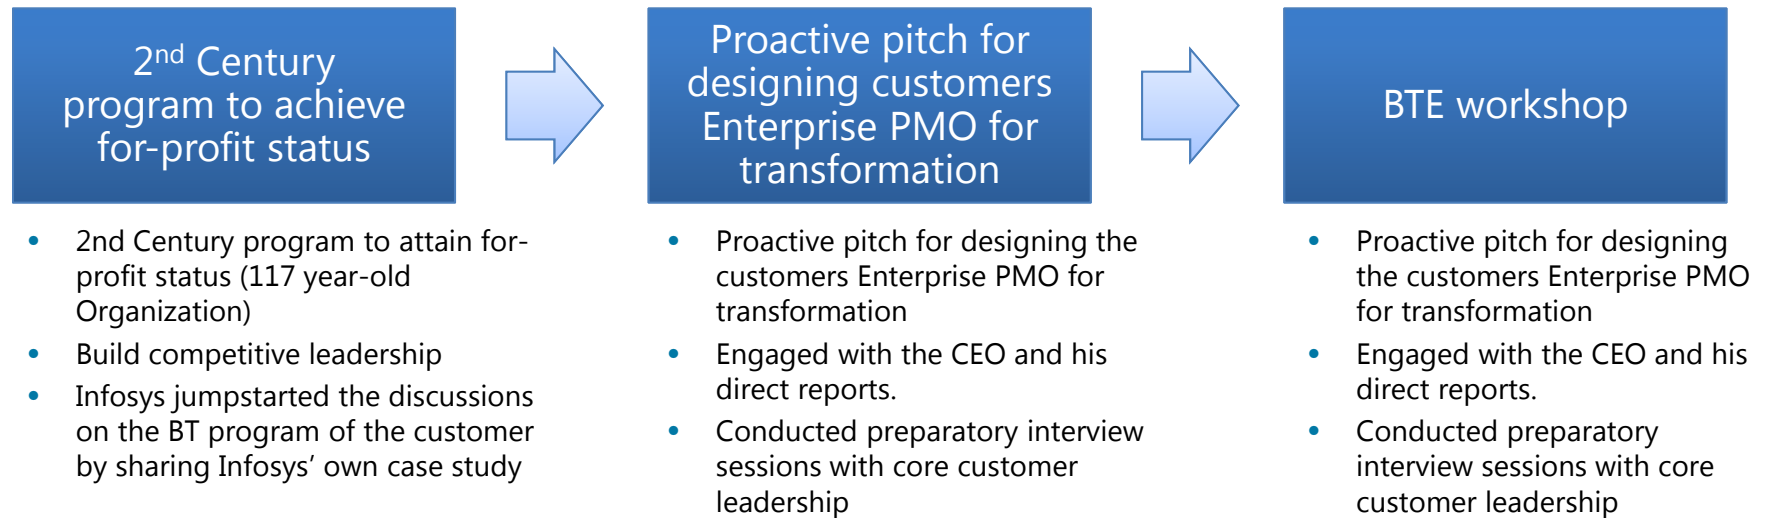 2nd Century
program to achieve
for-profit status
Proactive pitch for
designing customers
Enterprise PMO for
transformation
BTE workshop
• 2nd Century program to attain for-
profit status (117 year-old
Organization)
• Build competitive leadership
• Infosys jumpstarted the discussions
on the BT program of the customer
by sharing Infosys’ own case study
• Proactive pitch for designing the
customers Enterprise PMO for
transformation
• Engaged with the CEO and his
direct reports.
• Conducted preparatory interview
sessions with core customer
leadership
• Proactive pitch for designing
the customers Enterprise PMO
for transformation
• Engaged with the CEO and his
direct reports.
• Conducted preparatory
interview sessions with core
customer leadership